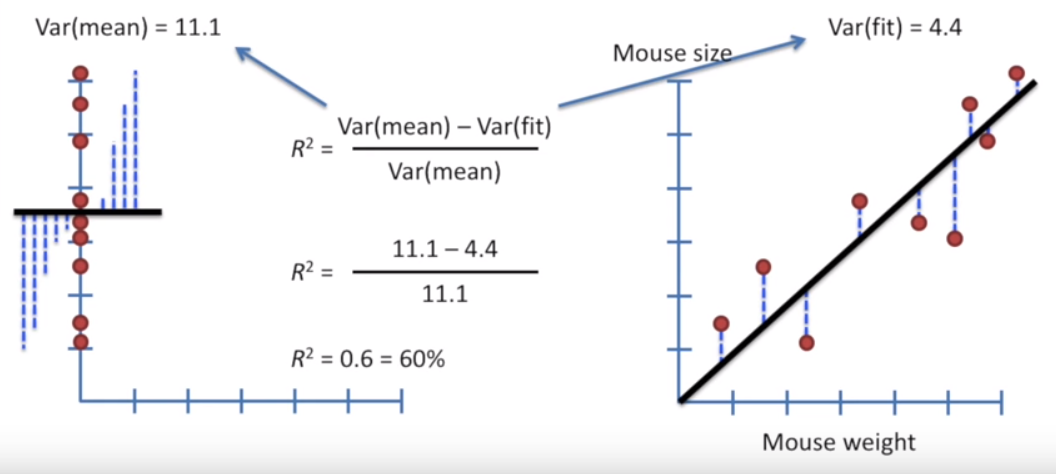 Var(mean) = 11.1
Var(fit) = 4.4
Mouse size
R² =
Var(mean) – Var(fit)
Var(mean)
R² =
11.1 – 4.4
11.1
R² = 0.6 = 60%
Mouse weight